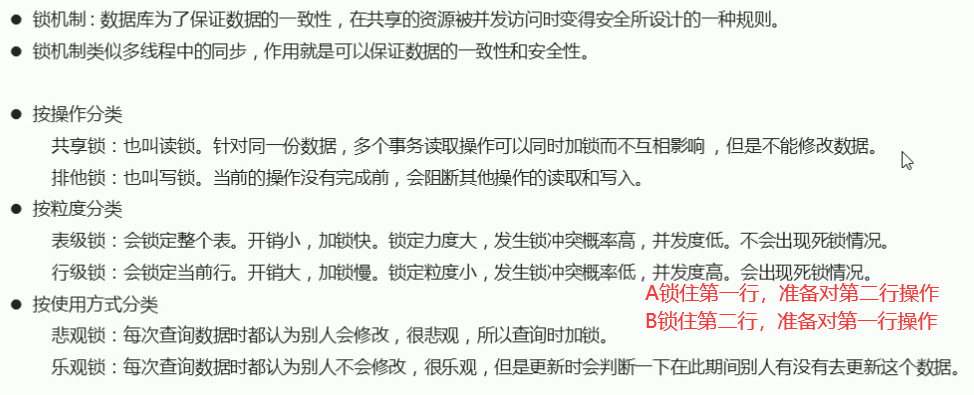 ● 锁机制：数据库为了保证数据的一致性，在共享的资源被并发访问时变得安全所设计的一种规则。
● 锁机制类似多线程中的同步，作用就是可以保证数据的一致性和安全性。
● 按操作分类
共享锁：也叫读锁。针对同一份数据，多个事务读取操作可以同时加锁而不互相影响 ，但是不能修改数据。
排他锁：也叫写锁。当前的操作没有完成前，会阻断其他操作的读取和写入。
● 按粒度分类
表级锁：会锁定整个表。开销小，加锁快。锁定力度大，发生锁冲突概率高，并发度低。不会出现死锁情况。
行级锁：会锁定当前行。开销大，加锁慢。锁定粒度小，发生锁冲突概率低，并发度高。会出现死锁情况。
A锁住第一行，准备对第二行操作
● 按使用方式分类
B锁住第二行，准备对第一行操作
悲观锁：每次查询数据时都认为别人会修改，很悲观，所以查询时加锁。
乐观锁：每次查询数据时都认为别人不会修改，很乐观，但是更新时会判断一下在此期间别人有没有去更新这个数据。